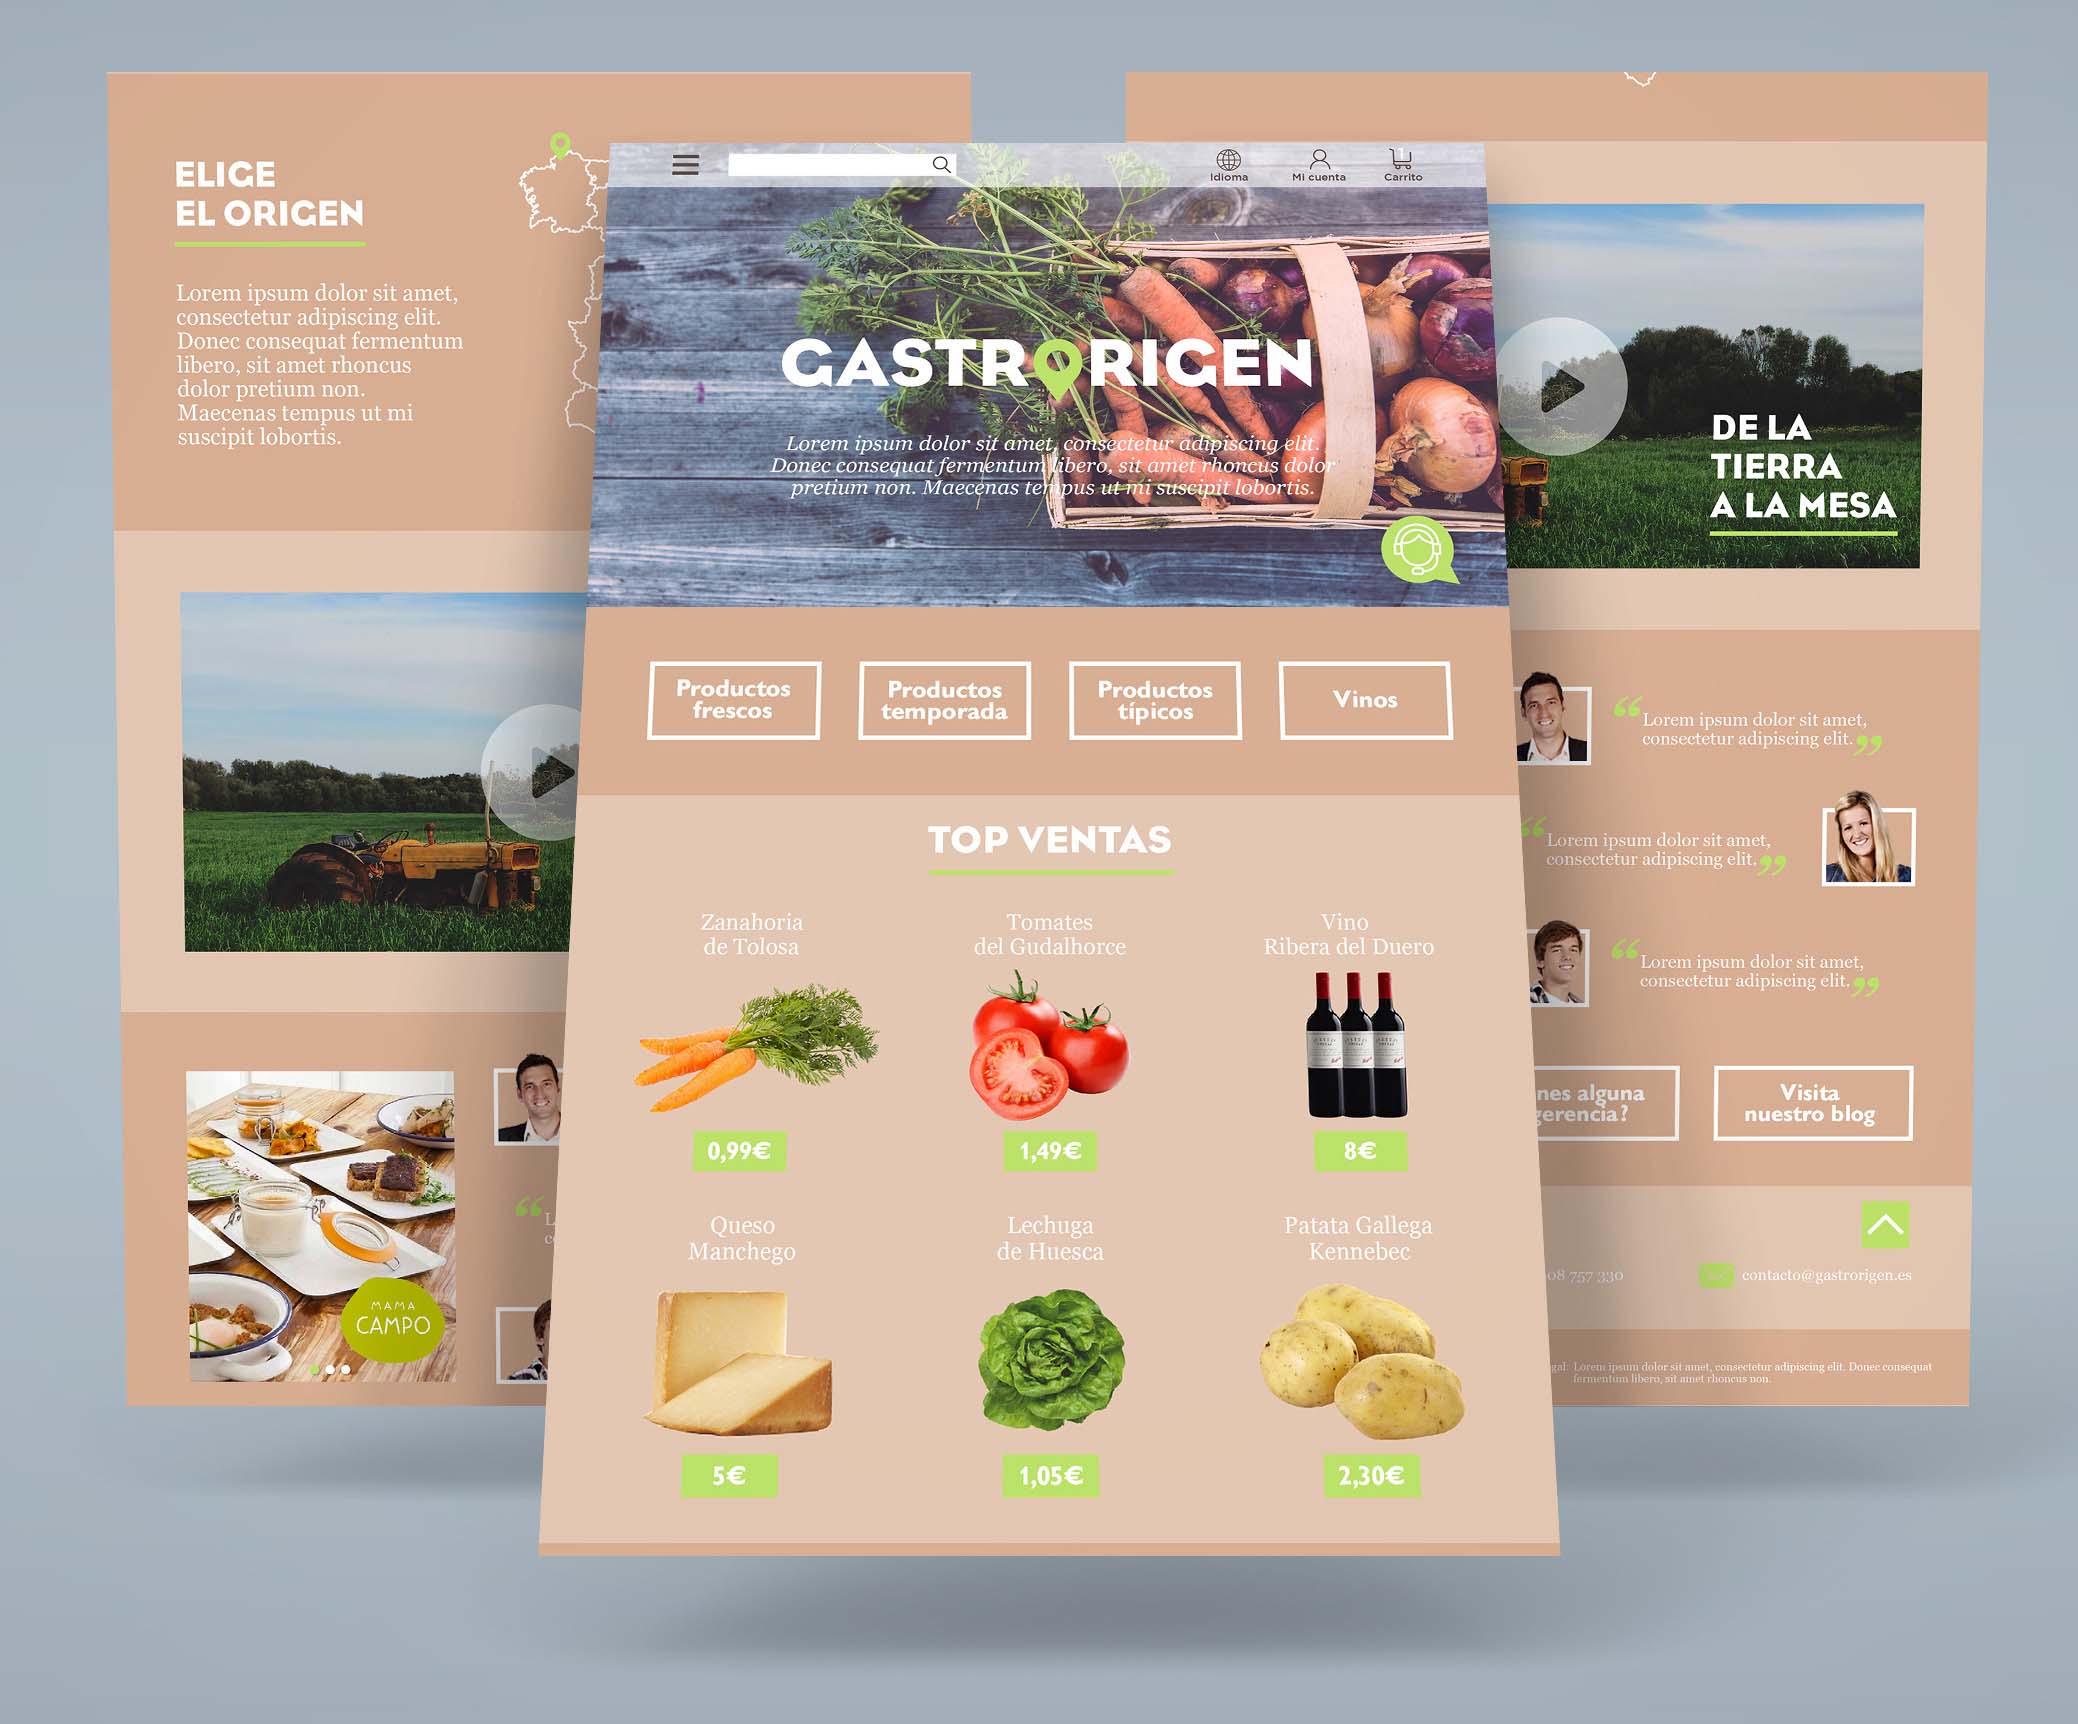 ELIGE
EL ORIGEN
Lorem ipsum dolor sit amet,
consectetur adipiscing elit.
Donec consequat fermentum
libero, sit amet rhoncus
dolor pretium non.
Maecenas tempus ut mi
suscipit lobortis.
MAMA
CAMPO
Idioma
Mi cuenta
1
Carrito
GASTRORIGEN
Lorem ipsum dolor sit amet, consectetur adipiscing elit.
Donec consequat fermentum libero, sit amet rhoncus dolor
pretium non. Maecenas tempus ut mi suscipit lobortis.
Productos
frescos
Productos
temporada
Productos
típicos
Vinos
TOP VENTAS
Zanahoria
de Tolosa
0,99€
Tomates
del Gudalhorce
1,49€
Vino
Ribera del Duero
8€
Queso
Manchego
5€
Lechuga
de Huesca
1,05€
Patata Gallega
Kennebec
2,30€
DE LA
TIERRA
A LA MESA
“Lorem ipsum dolor sit amet,
consectetur adipiscing elit.”
“Lorem ipsum dolor sit amet,
consectetur adipiscing elit.”
“Lorem ipsum dolor sit amet,
consectetur adipiscing elit.”
nes alguna
gerencia?
Visita
nuestro blog
08 757 330
contacto@gastrorigen.es
gal: Lorem ipsum dolor sit amet, consectetur adipiscing elit. Donec consequat
fermentum libero, sit amet rhoncus non.